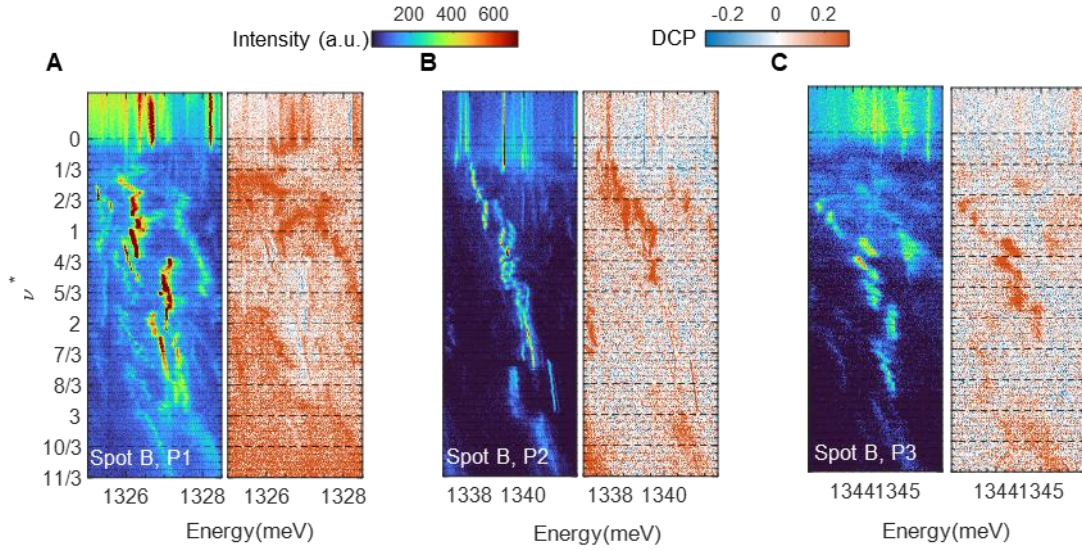 200 400 600
-0.2 0 0.2
Intensity (a.u.)
DCP
A
B
C
0
1/3
2/3
1
4/3
5/3
2
7/3
8/3
3
10/3
11/3
ν*
Spot B, P1
Spot B, P2
Spot B, P3
1326 1328 1326 1328
1338 1340 1338 1340
13441345 13441345
Energy(meV) Energy(meV) Energy(meV)